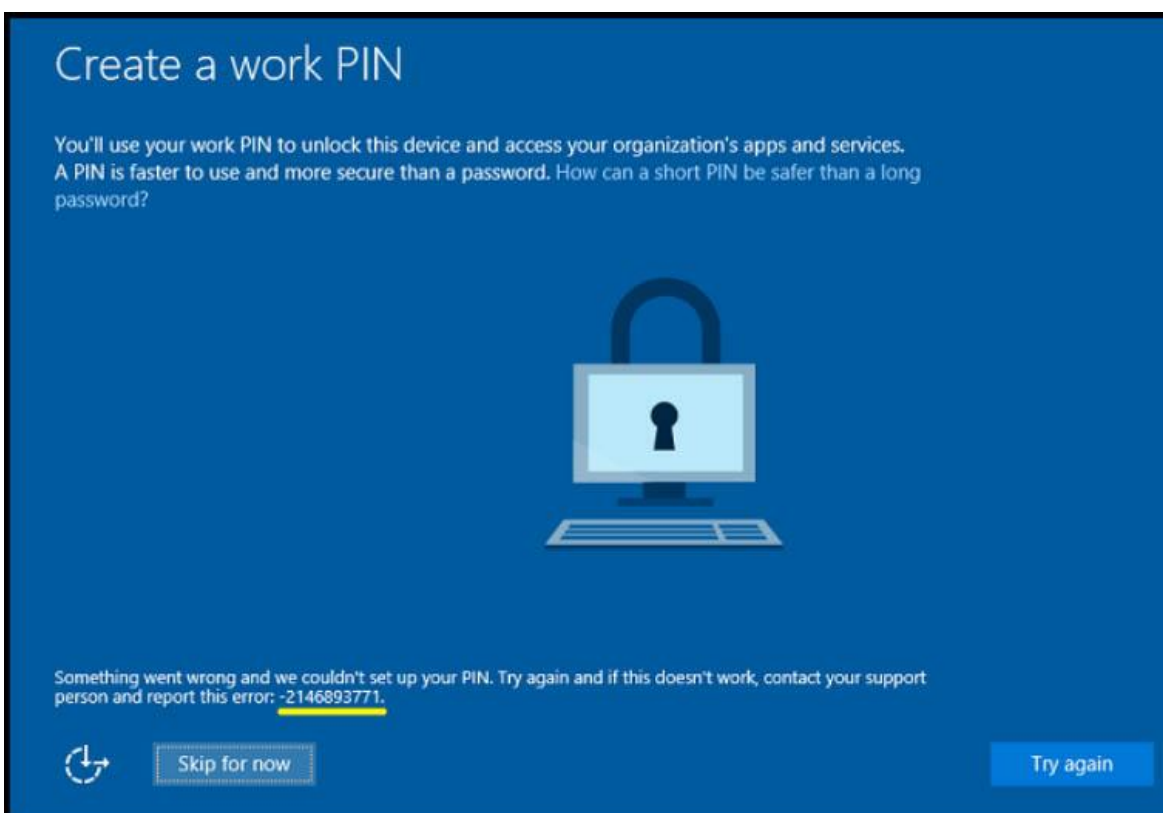 Create a work PIN
You'll use your work PIN to unlock this device and access your organization's apps and services.
A PIN is faster to use and more secure than a password. How can a short PIN be safer than a long
password?
Something went wrong and we couldn't set up your PIN. Try again and if this doesn't work, contact your support
person and report this error: -2146893771.
Skip for now
Try again